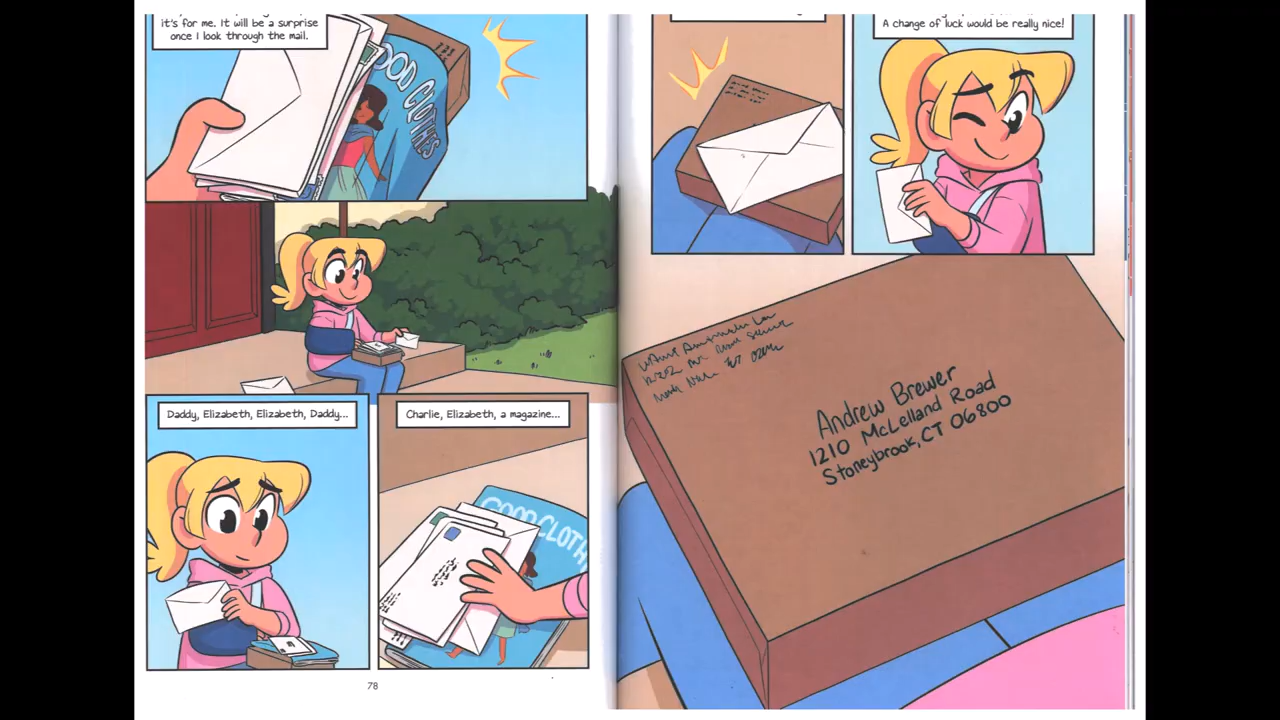 it's for me. It will be a surprise
once I look through the mail.
OOD CLOTHS
Daddy, Elizabeth, Elizabeth, Daddy...
Charlie, Elizabeth, a magazine...
GOOD CLOTH
78
A change of luck would be really nice!
Andrew Brewer
1210 McLelland Road
Stoneybrook, CT 06800